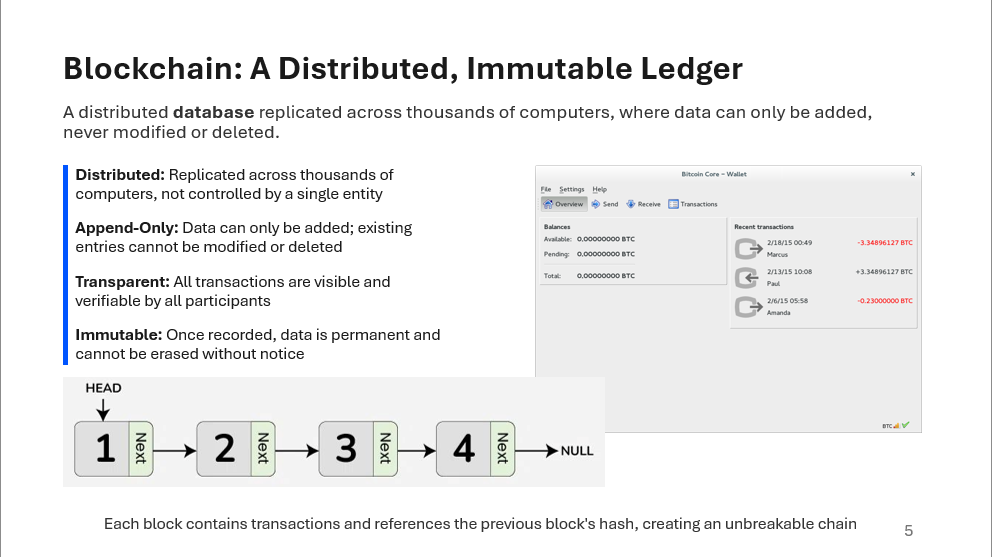 Blockchain: A Distributed, Immutable Ledger
A distributed database replicated across thousands of computers, where data can only be added,
never modified or deleted.
Distributed: Replicated across thousands of
computers, not controlled by a single entity
Append-Only: Data can only be added; existing
entries cannot be modified or deleted
Transparent: All transactions are visible and
verifiable by all participants
Immutable: Once recorded, data is permanent and
cannot be erased without notice
Bitcoin Core – Wallet
File Settings Help
Overview Send Receive Transactions
Balances
Available: 0.00000000 BTC
Pending: 0.00000000 BTC
Total: 0.00000000 BTC
Recent transactions
2/18/15 00:49 -3.34896127 BTC
Marcus
2/13/15 10:08 +3.34896127 BTC
Paul
2/6/15 05:58 -0.23000000 BTC
Amanda
BTC
HEAD
1 Next 2 Next 3 Next 4 Next NULL
Each block contains transactions and references the previous block's hash, creating an unbreakable chain
5